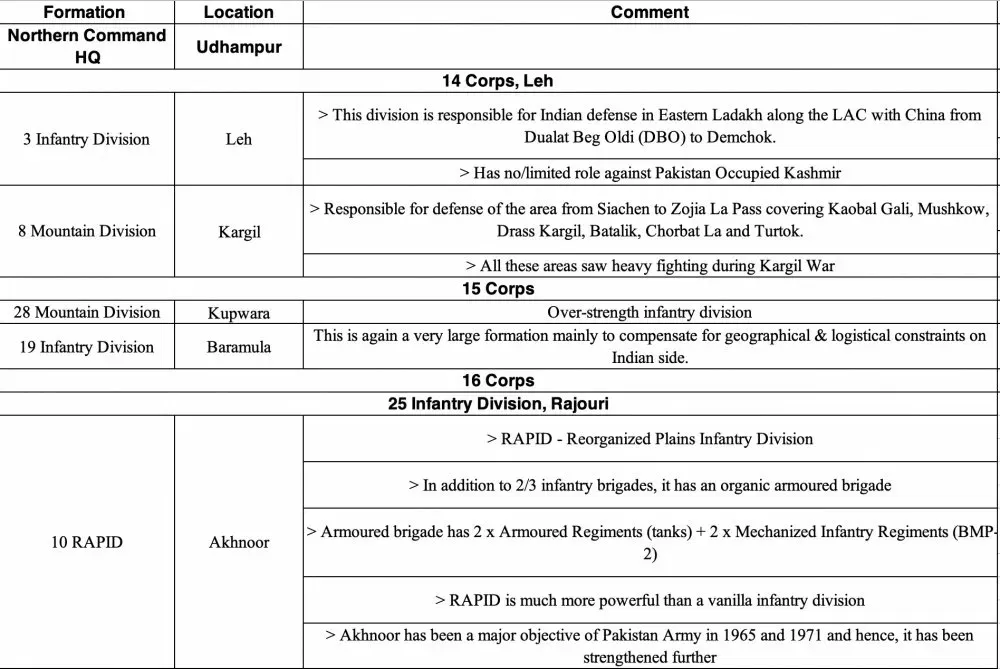 Formation Location Comment
Northern Command
HQ
Udhampur
14 Corps, Leh
3 Infantry Division
Leh
> This division is responsible for Indian defense in Eastern Ladakh along the LAC with China from
Dualat Beg Oldi (DBO) to Demchok.
> Has no/limited role against Pakistan Occupied Kashmir
8 Mountain Division
Kargil
> Responsible for defense of the area from Siachen to Zojia La Pass covering Kaobal Gali, Mushkow,
Drass Kargil, Batalik, Chorbat La and Turtok.
> All these areas saw heavy fighting during Kargil War
15 Corps
28 Mountain Division Kupwara Over-strength infantry division
19 Infantry Division
Baramula
This is again a very large formation mainly to compensate for geographical & logistical constraints on
Indian side.
16 Corps
25 Infantry Division, Rajouri
10 RAPID
Akhnoor
> RAPID - Reorganized Plains Infantry Division
> In addition to 2/3 infantry brigades, it has an organic armoured brigade
> Armoured brigade has 2 x Armoured Regiments (tanks) + 2 x Mechanized Infantry Regiments (BMP-
2)
> RAPID is much more powerful than a vanilla infantry division
> Akhnoor has been a major objective of Pakistan Army in 1965 and 1971 and hence, it has been
strengthened further